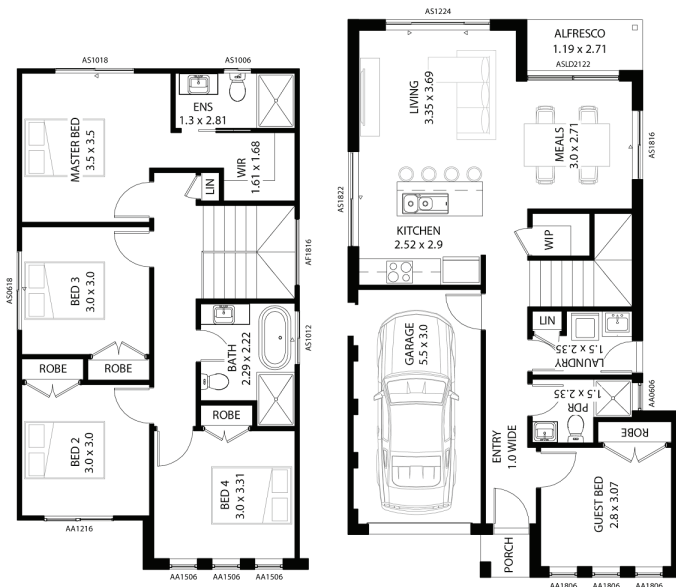 AS1018
AS1006
MASTER BED
3.5 x 3.5
ENS
1.3 x 2.81
WIR
1.61 x 1.68
LIN
AS0618
BED 3
3.0 x 3.0
AF1816
BATH
2.29 x 2.22
AS1012
ROBE
ROBE
ROBE
BED 2
3.0 x 3.0
BED 4
3.0 x 3.31
AA1216
AA1506
AA1506
AA1506
AS1224
ALFRESCO
1.19 x 2.71
ASLD2122
LIVING
3.35 x 3.69
MEALS
3.0 x 2.71
AS1816
AS1822
KITCHEN
2.52 x 2.9
WIP
GARAGE
5.5 x 3.0
LIN
LAUNDRY
1.5 x 2.35
PDR
1.5 x 2.35
AA0606
ROBE
ENTRY
1.0 WIDE
GUEST BED
2.8 x 3.07
PORCH
AA1806
AA1806
AA1806